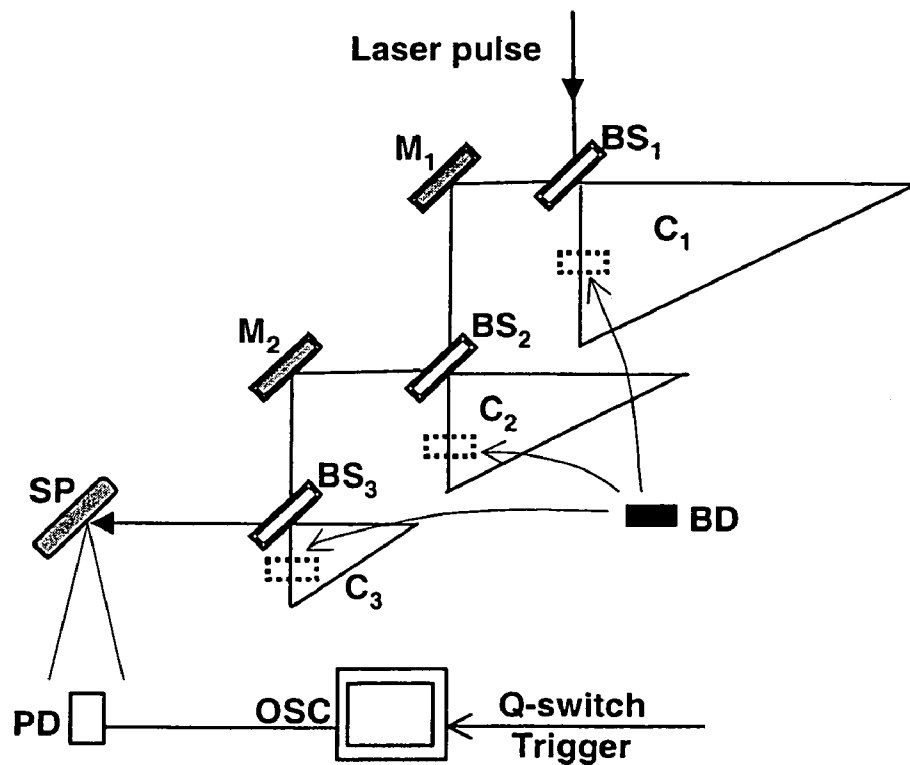 Laser pulse
BS₁
M₁
C₁
BS₂
M₂
C₂
BS₃
SP
BD
C₃
OSC
Q-switch
PD
Trigger